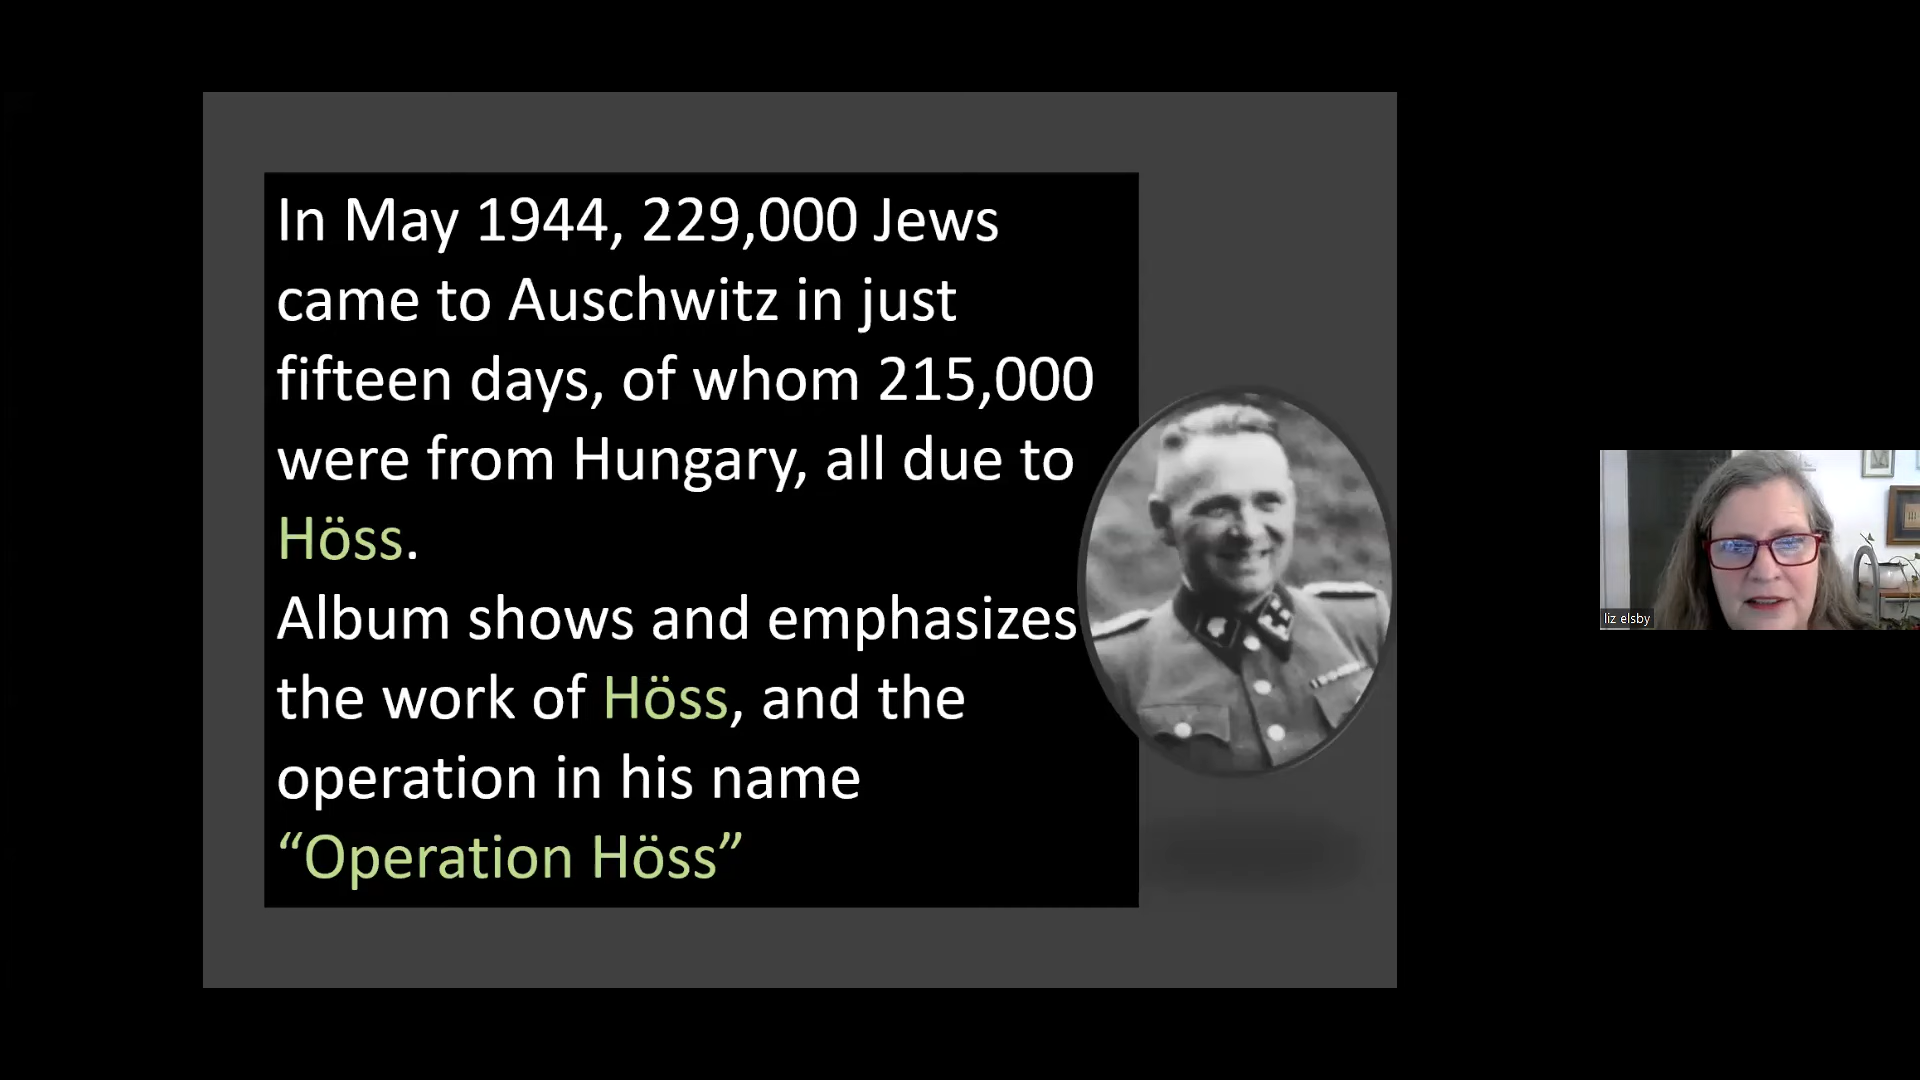 In May 1944, 229,000 Jews
came to Auschwitz in just
fifteen days, of whom 215,000
were from Hungary, all due to
Höss.
Album shows and emphasizes
the work of Höss, and the
operation in his name
“Operation Höss”
liz elsby